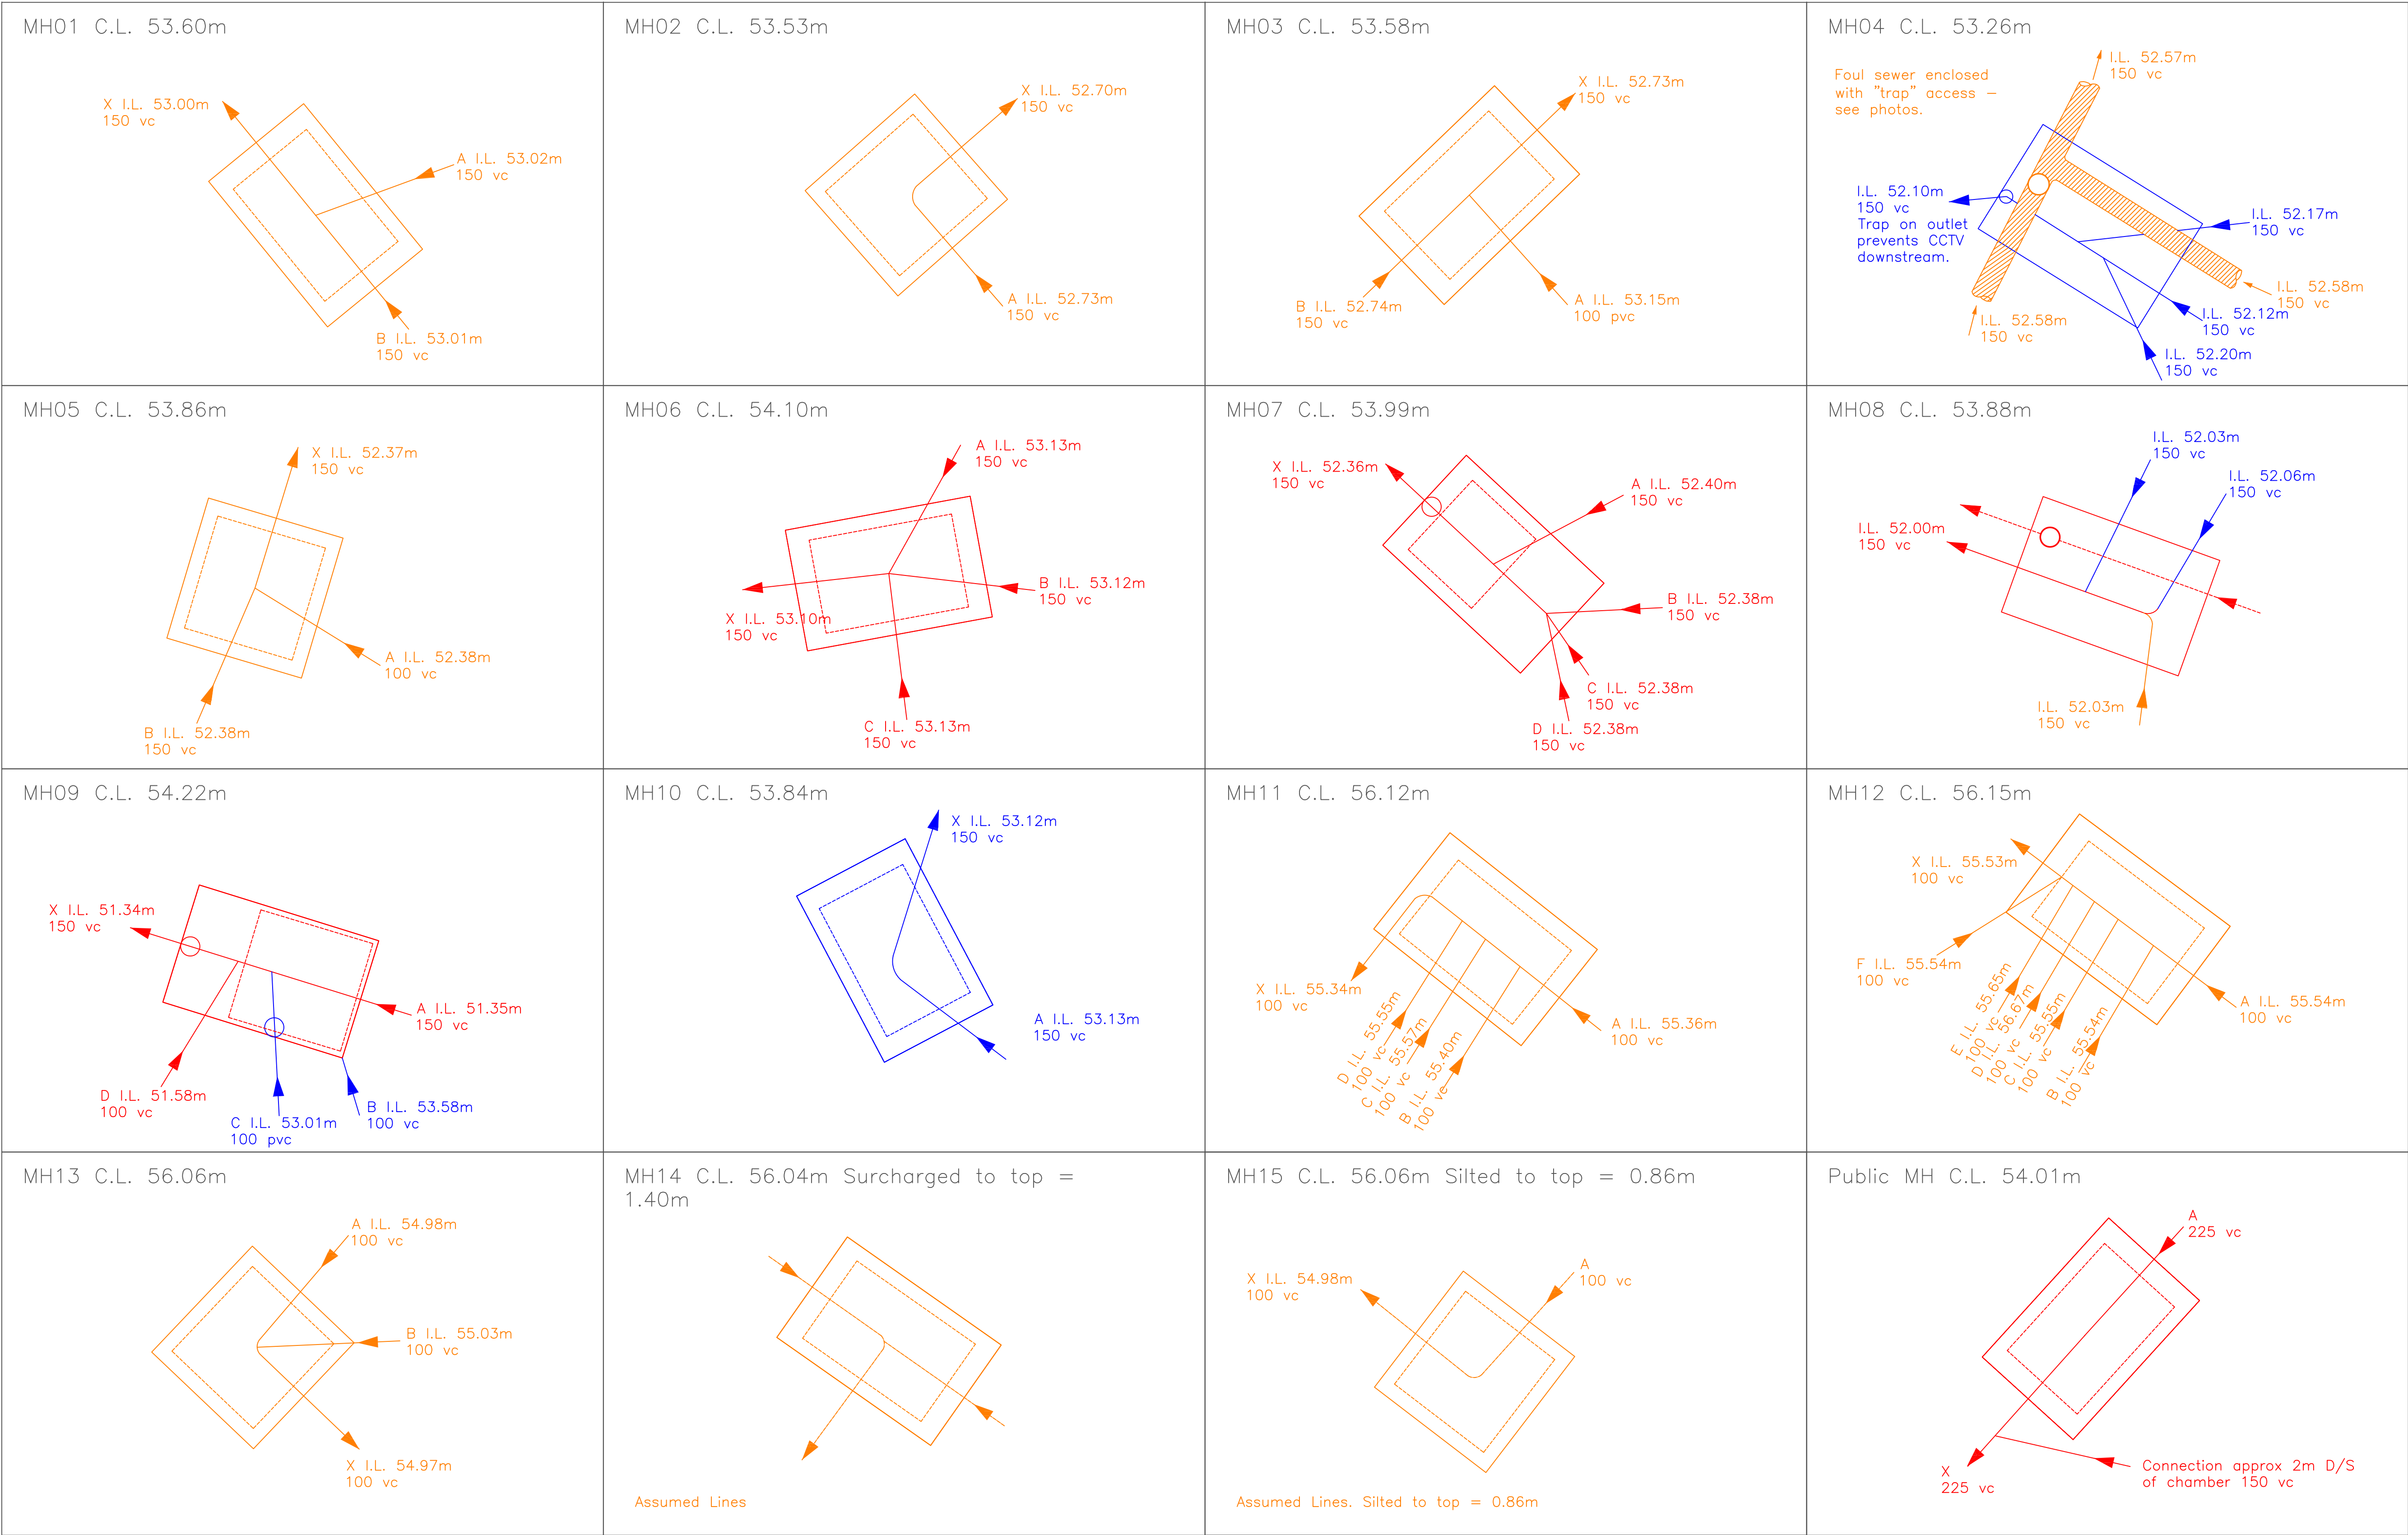 MH01 C.L. 53.60m
X I.L. 53.00m
150 vc
A I.L. 53.02m
150 vc
B I.L. 53.01m
150 vc
MH02 C.L. 53.53m
X I.L. 52.70m
150 vc
A I.L. 52.73m
150 vc
MH03 C.L. 53.58m
X I.L. 52.73m
150 vc
B I.L. 52.74m
150 vc
A I.L. 53.15m
100 pvc
MH04 C.L. 53.26m
I.L. 52.57m
150 vc
Foul sewer enclosed
with "trap" access –
see photos.
I.L. 52.10m
150 vc
Trap on outlet
prevents CCTV
downstream.
I.L. 52.17m
150 vc
I.L. 52.58m
150 vc
I.L. 52.12m
150 vc
I.L. 52.58m
150 vc
I.L. 52.20m
150 vc
MH05 C.L. 53.86m
X I.L. 52.37m
150 vc
A I.L. 52.38m
100 vc
B I.L. 52.38m
150 vc
MH06 C.L. 54.10m
A I.L. 53.13m
150 vc
B I.L. 53.12m
150 vc
X I.L. 53.10m
150 vc
C I.L. 53.13m
150 vc
MH07 C.L. 53.99m
X I.L. 52.36m
150 vc
A I.L. 52.40m
150 vc
B I.L. 52.38m
150 vc
C I.L. 52.38m
150 vc
D I.L. 52.38m
150 vc
MH08 C.L. 53.88m
I.L. 52.03m
150 vc
I.L. 52.06m
150 vc
I.L. 52.00m
150 vc
I.L. 52.03m
150 vc
MH09 C.L. 54.22m
X I.L. 51.34m
150 vc
A I.L. 51.35m
150 vc
D I.L. 51.58m
100 vc
C I.L. 53.01m
100 pvc
B I.L. 53.58m
100 vc
MH10 C.L. 53.84m
X I.L. 53.12m
150 vc
A I.L. 53.13m
150 vc
MH11 C.L. 56.12m
X I.L. 55.34m
100 vc
D I.L. 55.55m
100 vc
C I.L. 55.57m
100 vc
B I.L. 55.40m
100 vc
A I.L. 55.36m
100 vc
MH12 C.L. 56.15m
X I.L. 55.53m
100 vc
F I.L. 55.54m
100 vc
E I.L. 55.65m
100 vc
D I.L. 56.67m
100 vc
C I.L. 55.55m
100 vc
B I.L. 55.54m
100 vc
A I.L. 55.54m
100 vc
MH13 C.L. 56.06m
A I.L. 54.98m
100 vc
B I.L. 55.03m
100 vc
X I.L. 54.97m
100 vc
MH14 C.L. 56.04m Surcharged to top =
1.40m
Assumed Lines
MH15 C.L. 56.06m Silted to top = 0.86m
X I.L. 54.98m
100 vc
A
100 vc
Assumed Lines. Silted to top = 0.86m
Public MH C.L. 54.01m
A
225 vc
X
225 vc
Connection approx 2m D/S
of chamber 150 vc